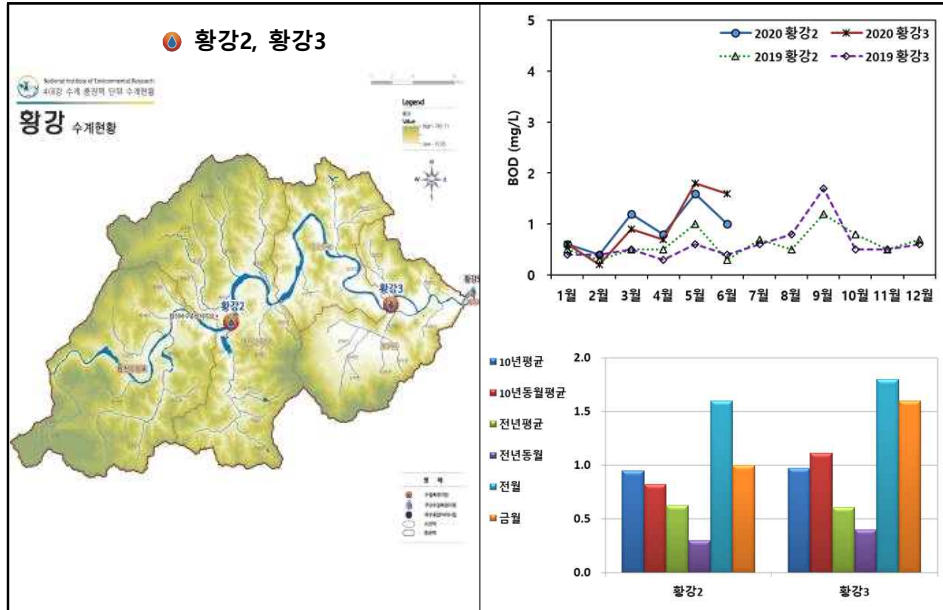 황강2, 황강3
National Institute of Environmental Research
4대강 수계 중권역 단위 수계현황
황강 수계현황
Legend
Value
N
W
황강2
황강3
범 례
BOD (mg/L)
5
4
3
2
1
0
2020 황강2
2020 황강3
2019 황강2
2019 황강3
1월 2월 3월 4월 5월 6월 7월 8월 9월 10월 11월 12월
10년평균
10년동월평균
전년평균
전년동월
전월
금월
2.0
1.5
1.0
0.5
0.0
황강2
황강3